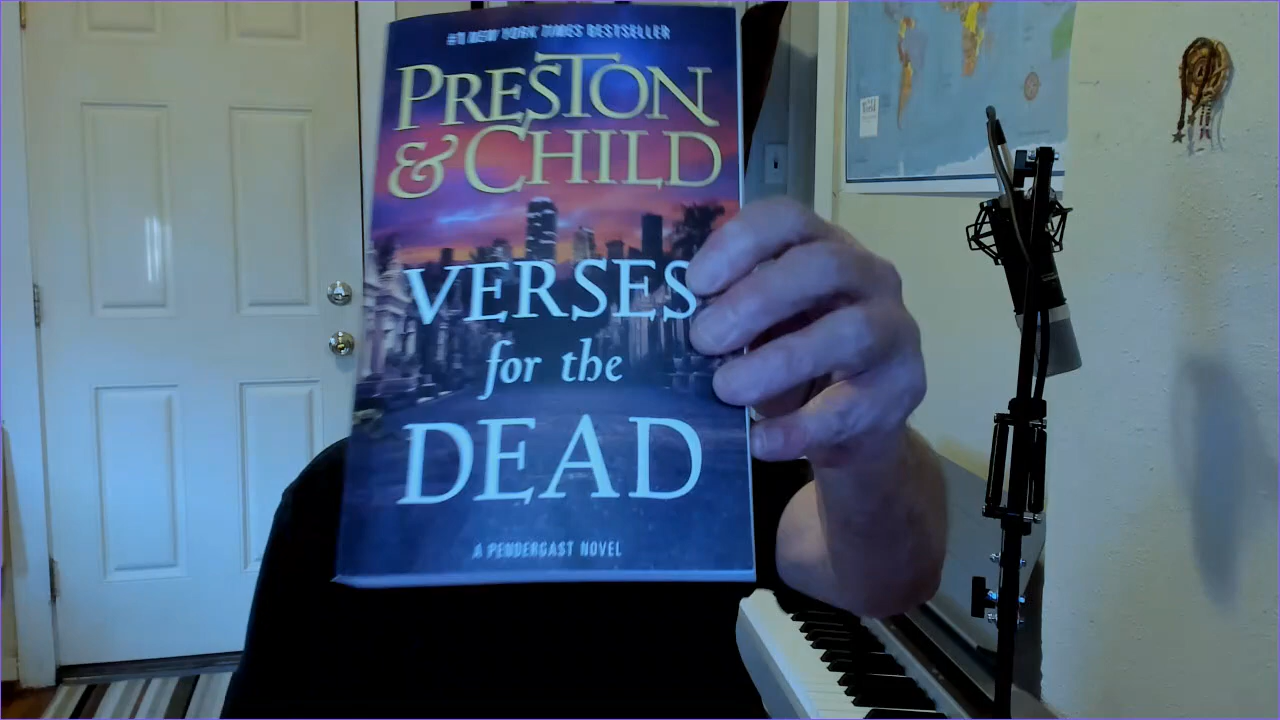 #1 NEW YORK TIMES BESTSELLER
PRESTON
& CHILD
VERSES
for the
DEAD
A PENDERGAST NOVEL